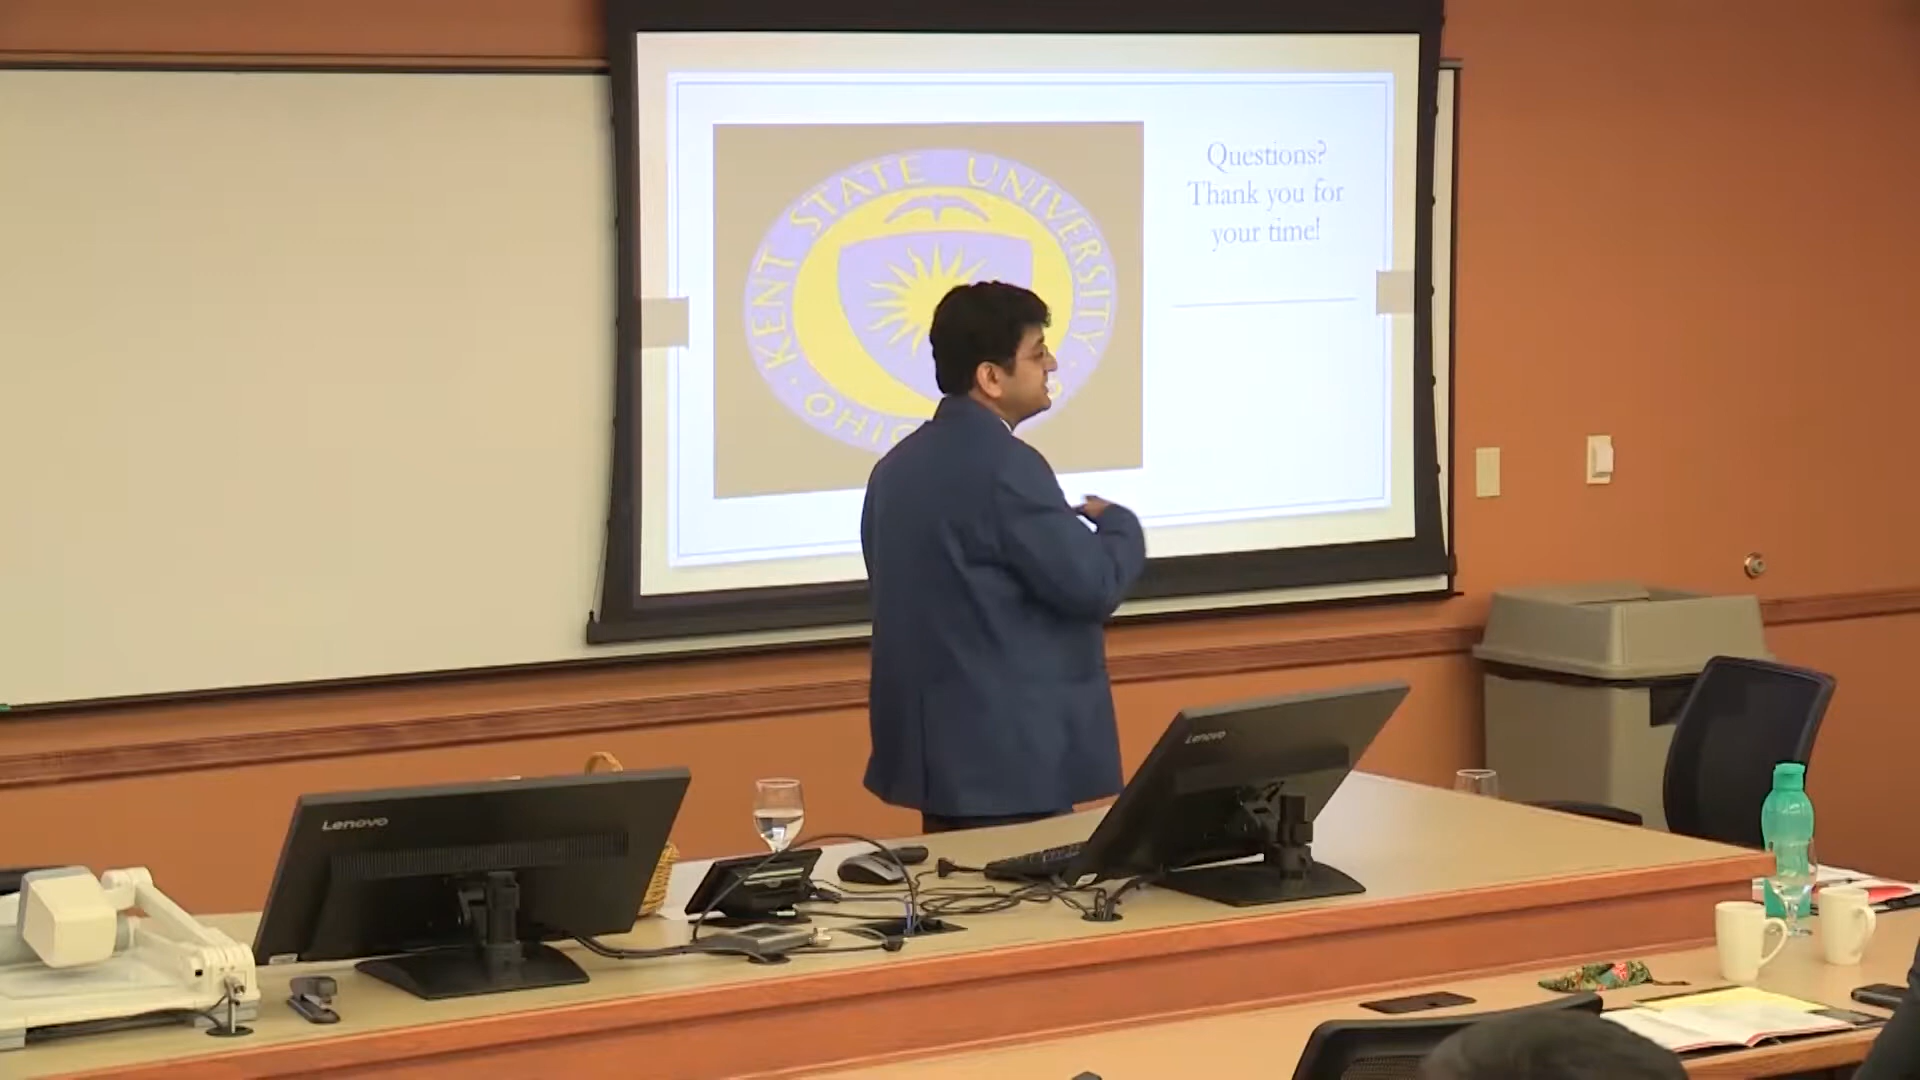 KENT STATE UNIVERSITY
OHIO
Questions?
Thank you for
your time!
Lenovo
Lenovo